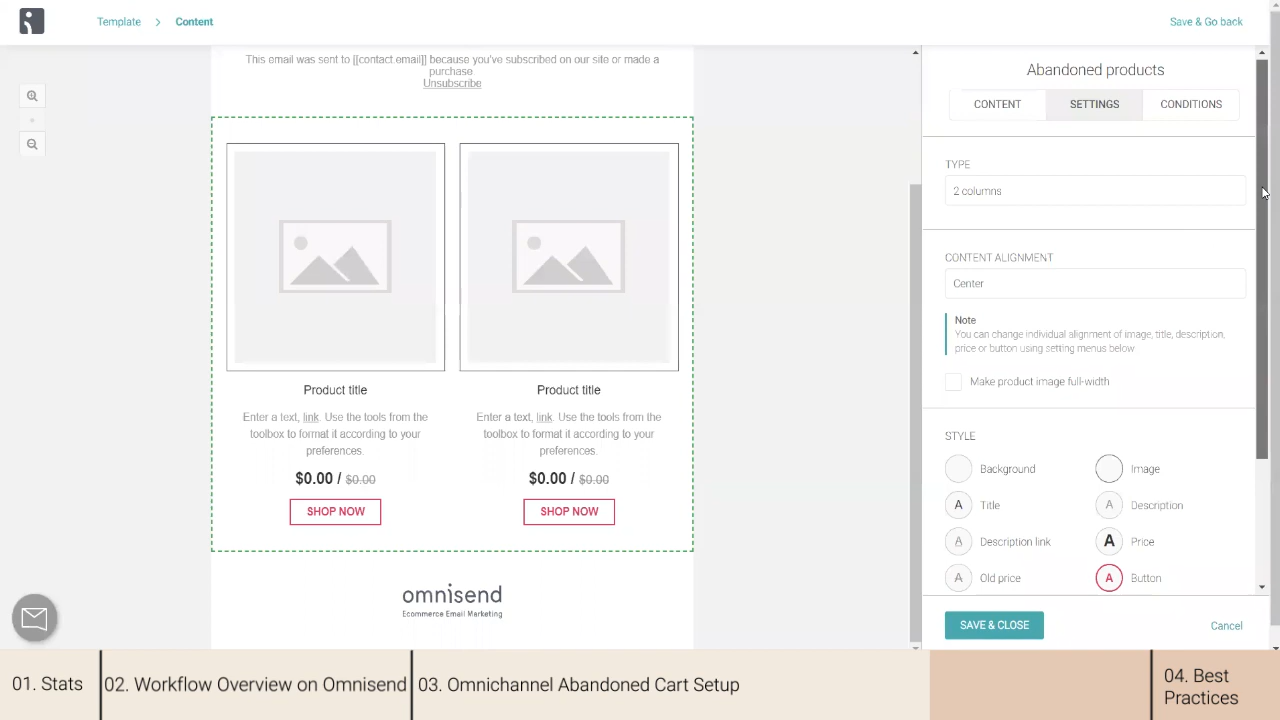 Template > Content
Save & Go back
This email was sent to [[contact.email]] because you've subscribed on our site or made a
purchase
Unsubscribe
Product title
Enter a text, link. Use the tools from the
toolbox to format it according to your
preferences.
$0.00 / $0.00
SHOP NOW
Product title
Enter a text, link. Use the tools from the
toolbox to format it according to your
preferences.
$0.00 / $0.00
SHOP NOW
omnisend
Ecommerce Email Marketing
Abandoned products
CONTENT SETTINGS CONDITIONS
TYPE
2 columns
CONTENT ALIGNMENT
Center
Note
You can change individual alignment of image, title, description,
price or button using setting menus below.
Make product image full-width
STYLE
Background
Image
A Title
A Description
A Description link
A Price
A Old price
A Button
SAVE & CLOSE
Cancel
01. Stats
02. Workflow Overview on Omnisend
03. Omnichannel Abandoned Cart Setup
04. Best
Practices